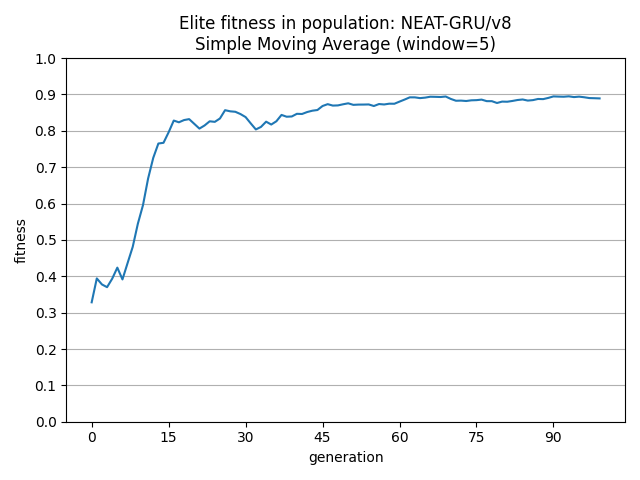 Elite fitness in population: NEAT-GRU/v8
Simple Moving Average (window=5)
1.0
0.9
0.8
0.7
0.6
0.5
0.4
0.3
0.2
0.1
0.0
fitness
0 15 30 45 60 75 90
generation